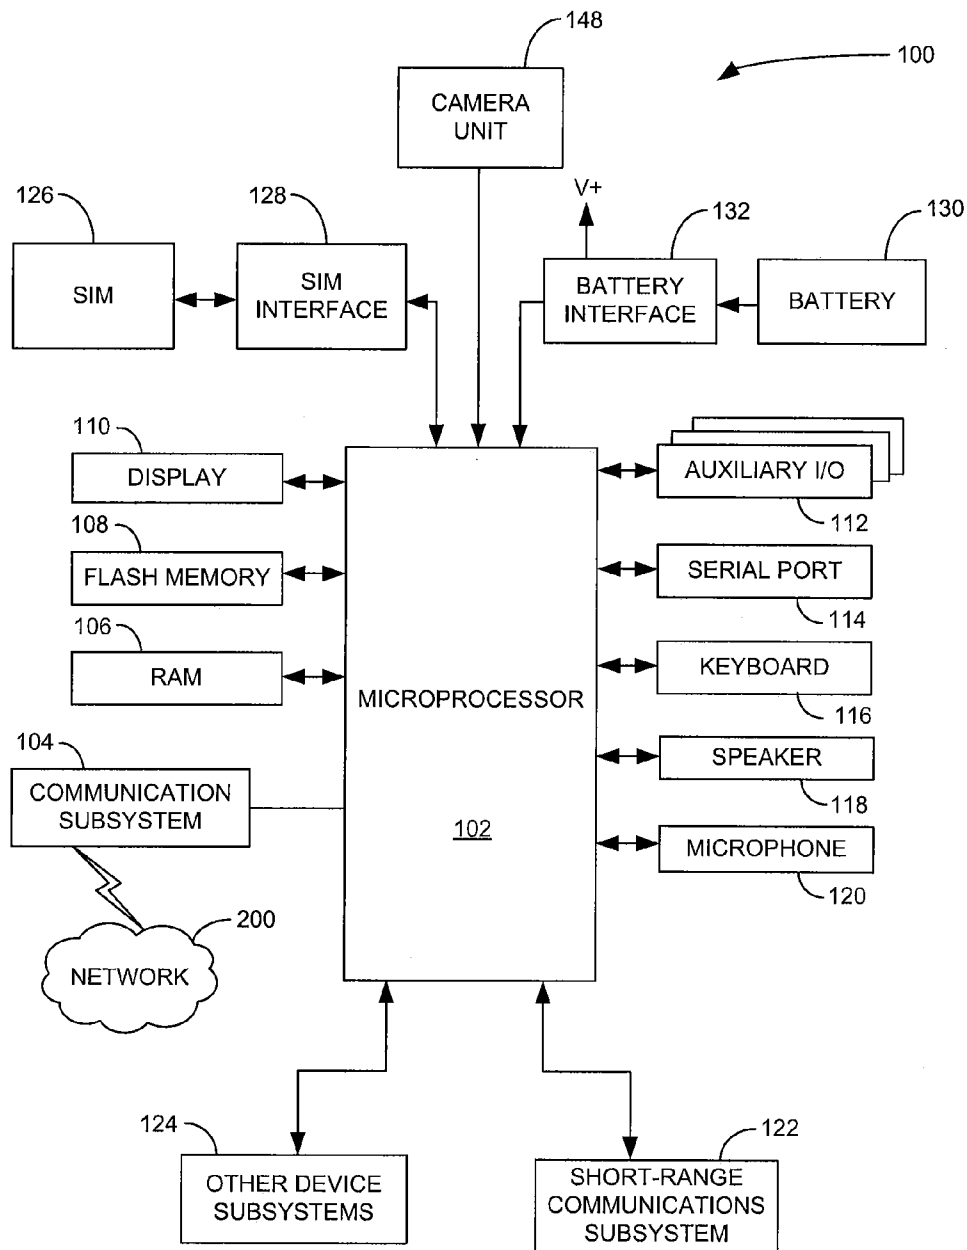 148
100
CAMERA
UNIT
126
128
V+
132
130
SIM
SIM
INTERFACE
BATTERY
INTERFACE
BATTERY
110
DISPLAY
AUXILIARY I/O
112
108
FLASH MEMORY
SERIAL PORT
114
106
RAM
KEYBOARD
116
MICROPROCESSOR
102
104
COMMUNICATION
SUBSYSTEM
SPEAKER
118
MICROPHONE
120
200
NETWORK
124
OTHER DEVICE
SUBSYSTEMS
122
SHORT-RANGE
COMMUNICATIONS
SUBSYSTEM